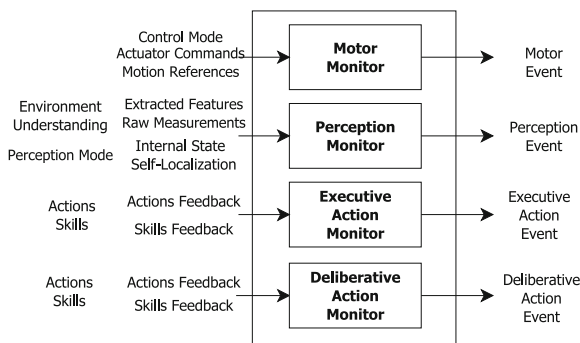 Control Mode
Actuator Commands
Motion References
Motor
Monitor
Motor
Event
Environment
Understanding
Perception Mode
Extracted Features
Raw Measurements
Internal State
Self-Localization
Perception
Monitor
Perception
Event
Actions
Skills
Actions Feedback
Skills Feedback
Executive
Action
Monitor
Executive
Action
Event
Actions
Skills
Actions Feedback
Skills Feedback
Deliberative
Action
Monitor
Deliberative
Action
Event